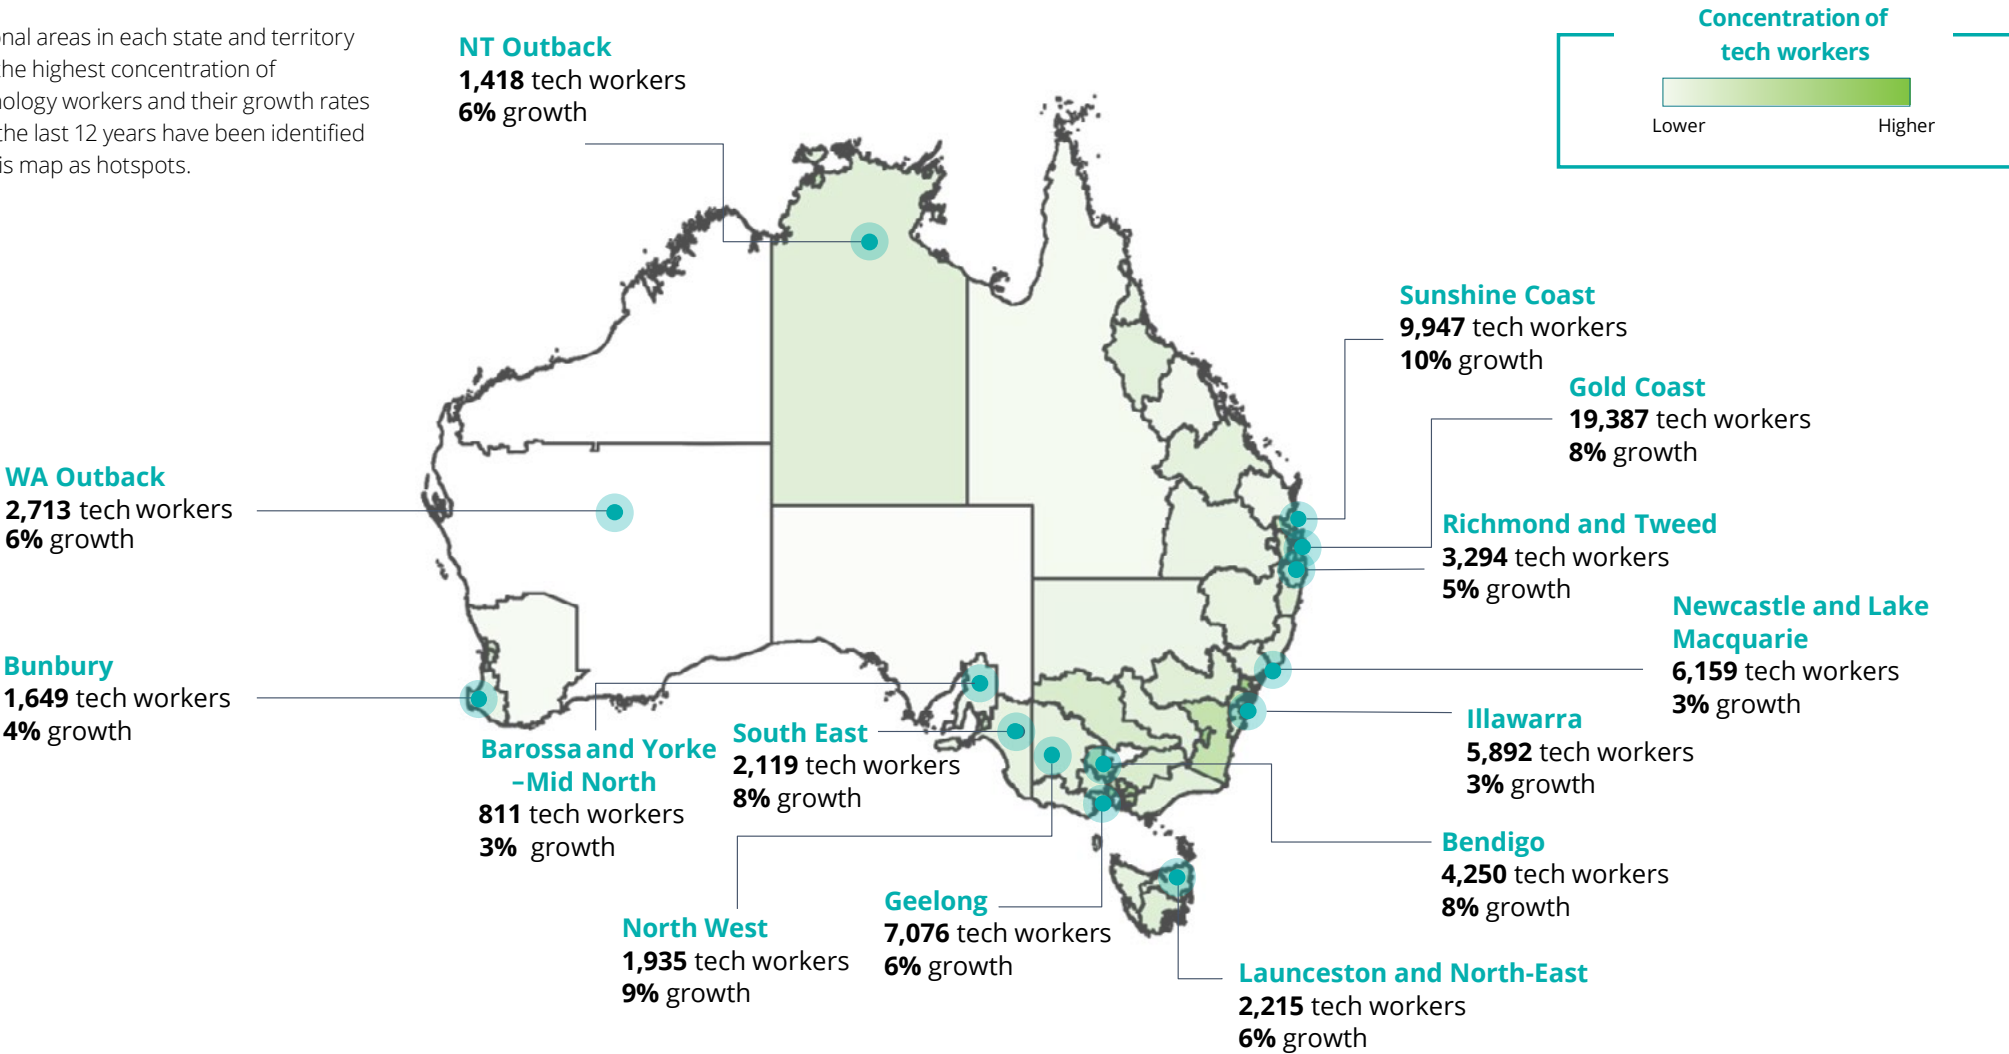 areas in each state and territory
the highest concentration of
workers and their growth rates
the last 12 years have been identified
map as hotspots.
NT Outback
1,418 tech workers
6% growth
Concentration of
tech workers
Lower
Higher
Sunshine Coast
9,947 tech workers
10% growth
Gold Coast
19,387 tech workers
8% growth
WA Outback
2,713 tech workers
6% growth
Richmond and Tweed
3,294 tech workers
5% growth
Newcastle and Lake
Macquarie
6,159 tech workers
3% growth
Bunbury
1,649 tech workers
4% growth
Illawarra
5,892 tech workers
3% growth
Barossa and Yorke
–Mid North
811 tech workers
3% growth
South East
2,119 tech workers
8% growth
Bendigo
4,250 tech workers
8% growth
North West
1,935 tech workers
9% growth
Geelong
7,076 tech workers
6% growth
Launceston and North-East
2,215 tech workers
6% growth